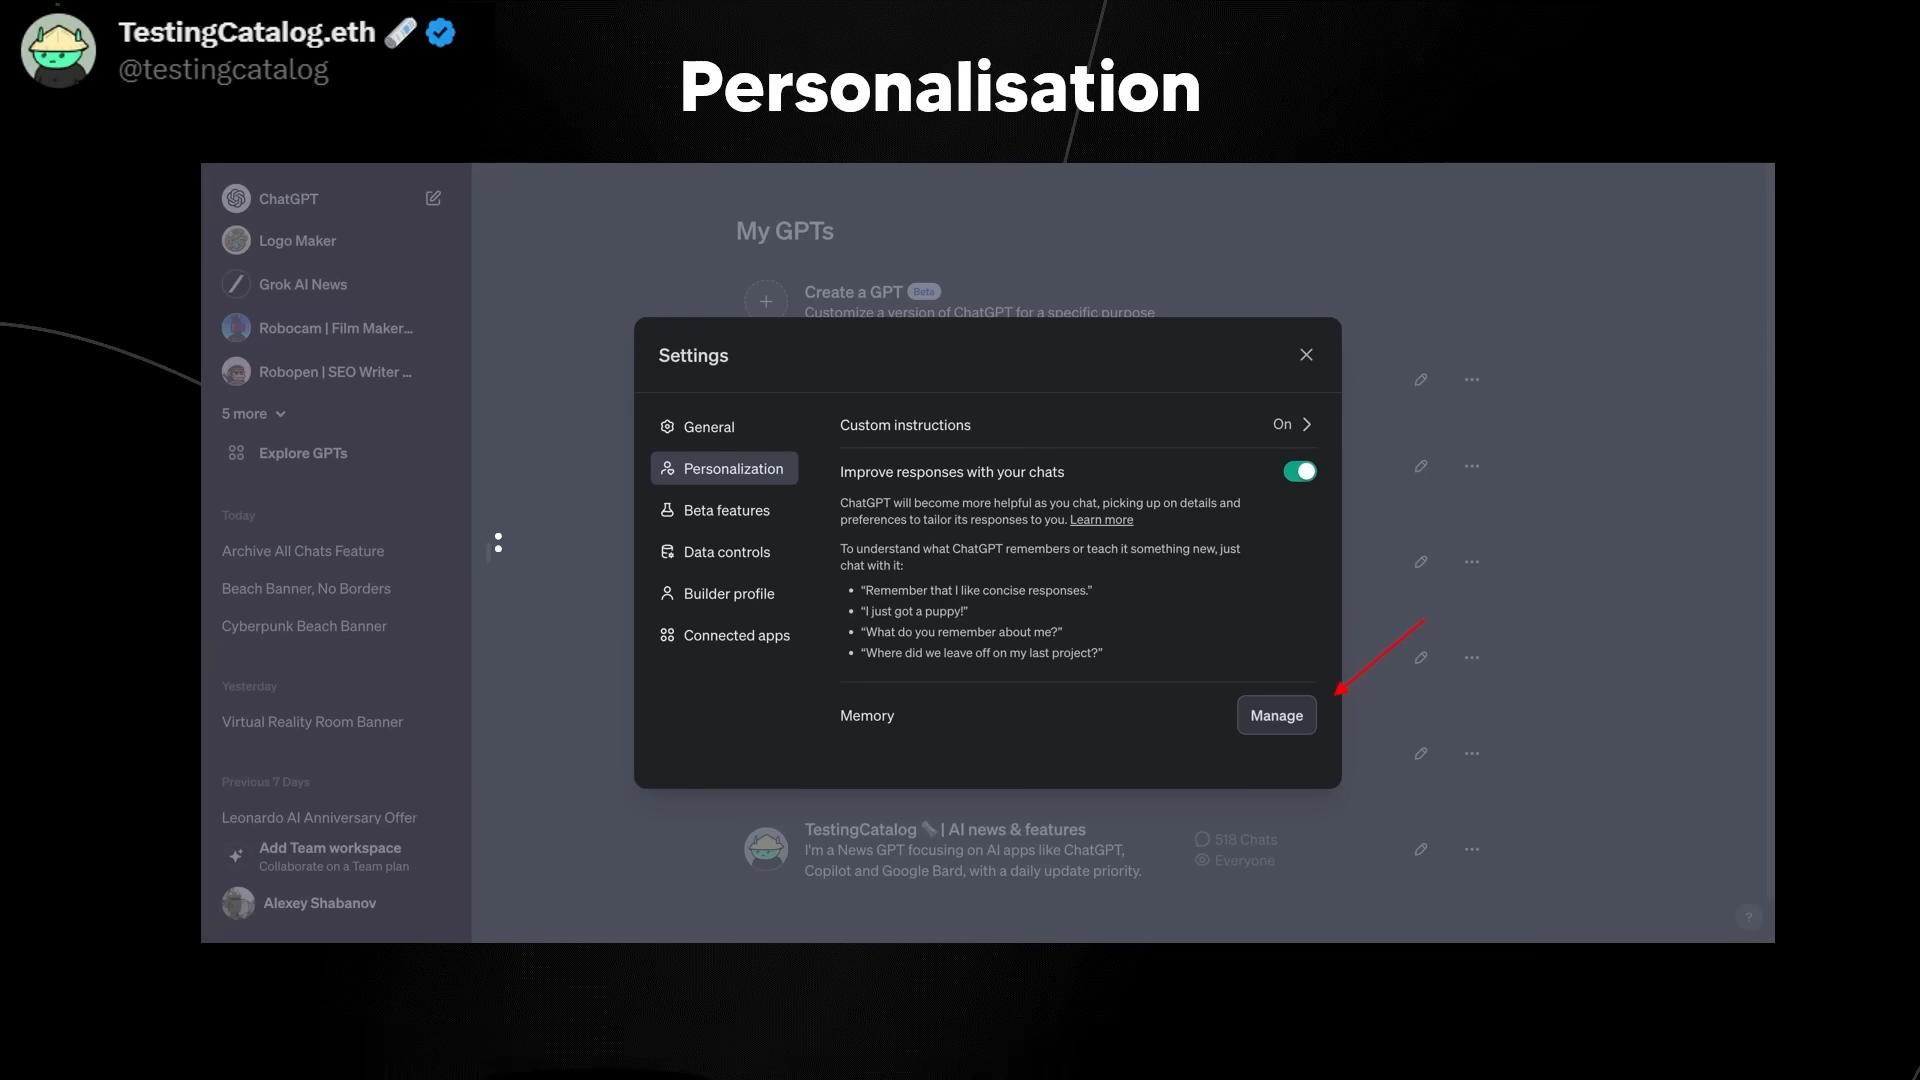 TestingCatalog.eth
@testingcatalog
Personalisation
ChatGPT
Logo Maker
Grok AI News
Robocam | Film Maker...
Robopen | SEO Writer ...
5 more
Explore GPTs
Today
Archive All Chats Feature
Beach Banner, No Borders
Cyberpunk Beach Banner
Yesterday
Virtual Reality Room Banner
Previous 7 Days
Leonardo AI Anniversary Offer
Add Team workspace
Collaborate on a Team plan
Alexey Shabanov
My GPTs
Create a GPT Beta
Customize a version of ChatGPT for a specific purpose
Settings
General
Personalization
Beta features
Data controls
Builder profile
Connected apps
Custom instructions On
Improve responses with your chats
ChatGPT will become more helpful as you chat, picking up on details and
preferences to tailor its responses to you. Learn more
To understand what ChatGPT remembers or teach it something new, just
chat with it:
• “Remember that I like concise responses.”
• “I just got a puppy!”
• “What do you remember about me?”
• “Where did we leave off on my last project?”
Memory Manage
TestingCatalog | AI news & features
I'm a News GPT focusing on AI apps like ChatGPT,
Copilot and Google Bard, with a daily update priority.
518 Chats
Everyone
?